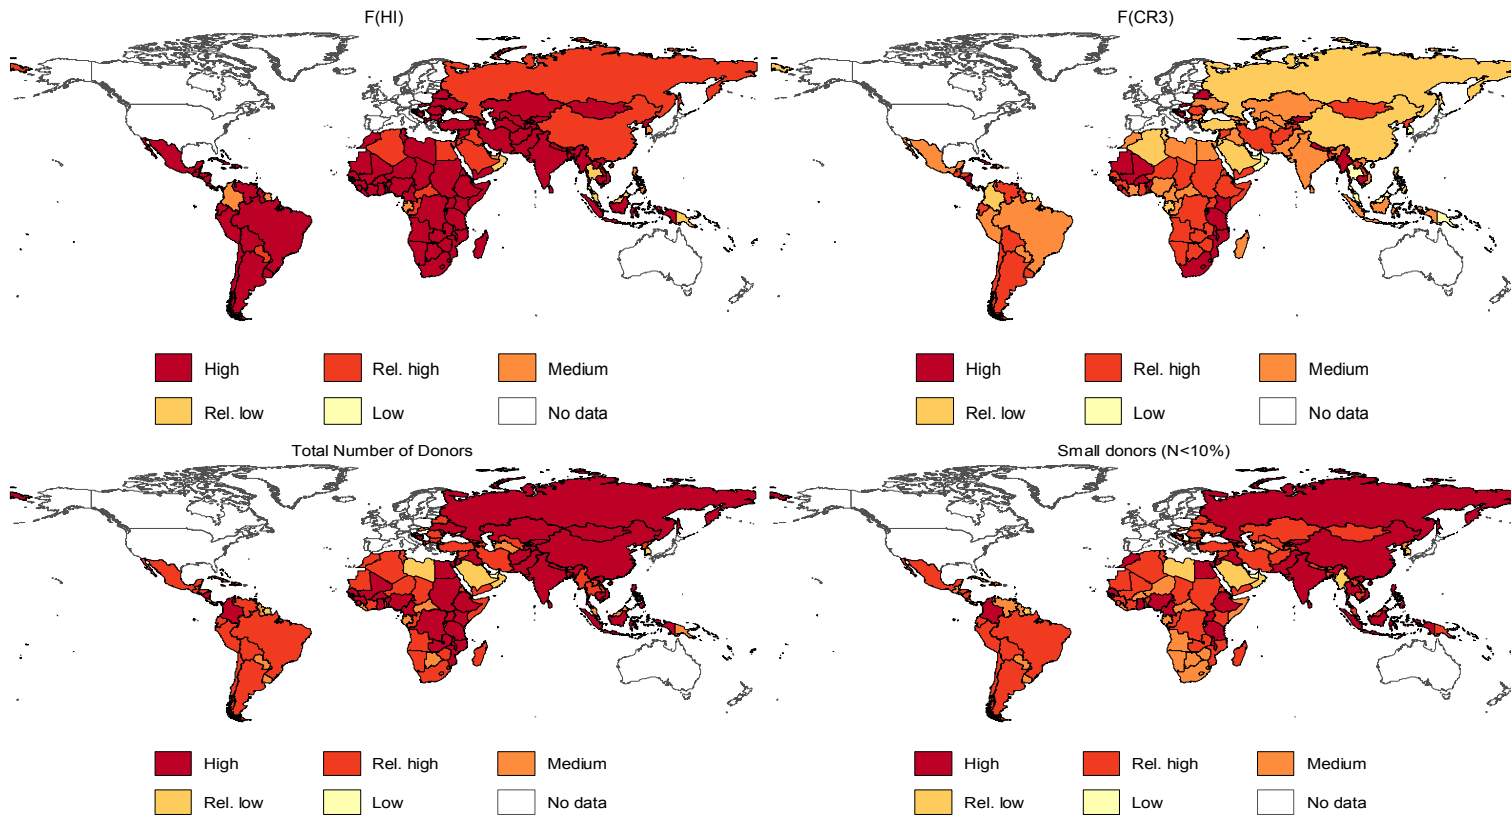 F(HI)
F(CR3)
High
Rel. high
Medium
Rel. low
Low
No data
High
Rel. high
Medium
Rel. low
Low
No data
Total Number of Donors
Small donors (N<10%)
High
Rel. high
Medium
Rel. low
Low
No data
High
Rel. high
Medium
Rel. low
Low
No data